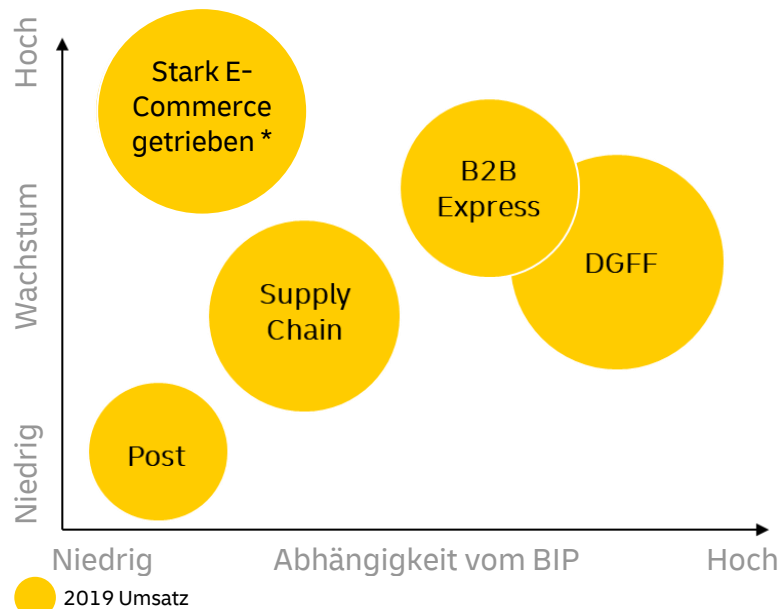 Hoch
Wachstum
Niedrig
Stark E-
Commerce
getrieben *
B2B
Express
DGFF
Supply
Chain
Post
Niedrig
Abhängigkeit vom BIP
Hoch
2019 Umsatz